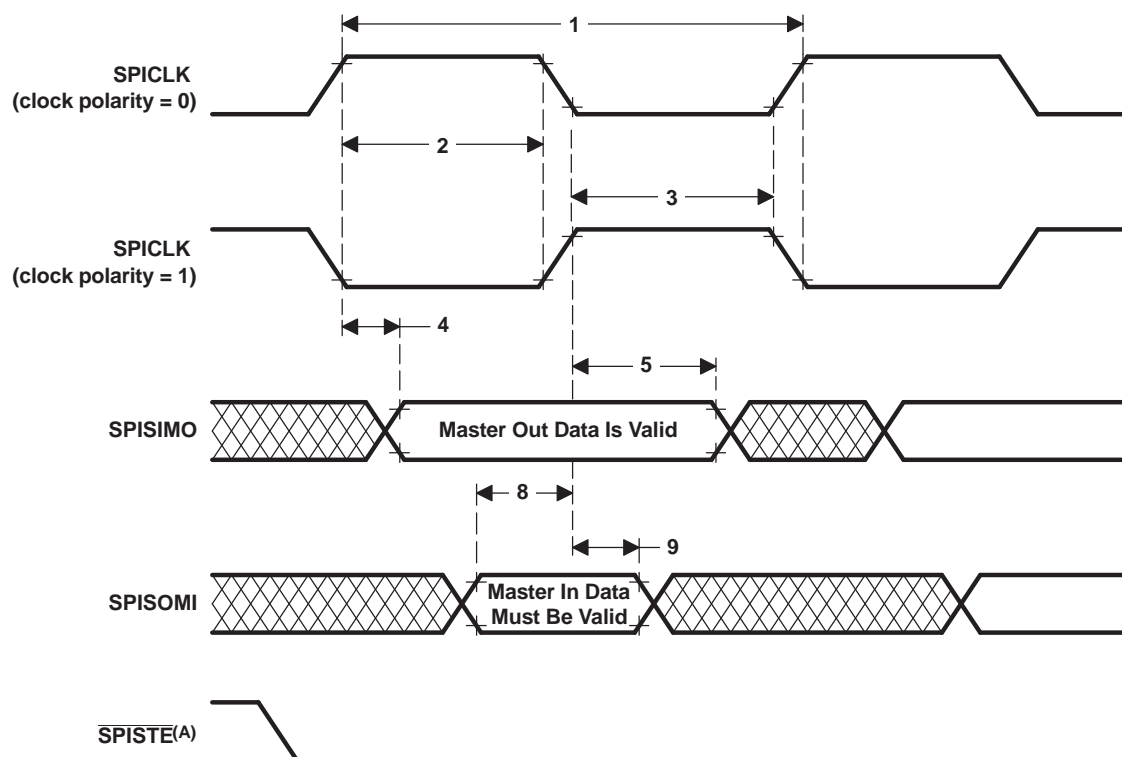 1
SPICLK
(clock polarity = 0)
2
3
SPICLK
(clock polarity = 1)
4
5
SPISIMO
Master Out Data Is Valid
8
9
SPISOMI
Master In Data
Must Be Valid
SPISTE(A)